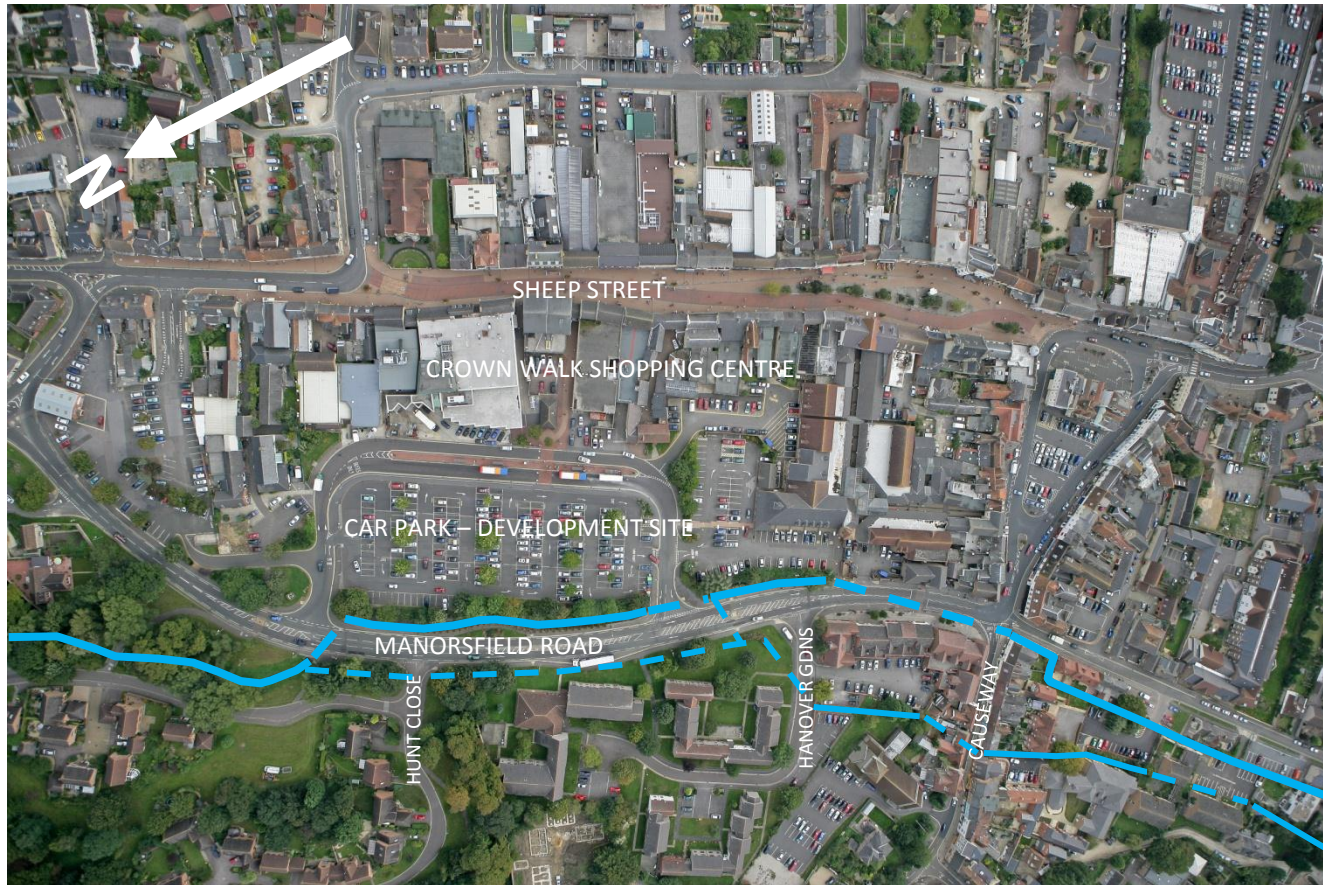 N
SHEEP STREET
CROWN WALK SHOPPING CENTRE
CAR PARK – DEVELOPMENT SITE
MANORSFIELD ROAD
HUNT CLOSE
HANOVER GDNS
CAUSEWAY